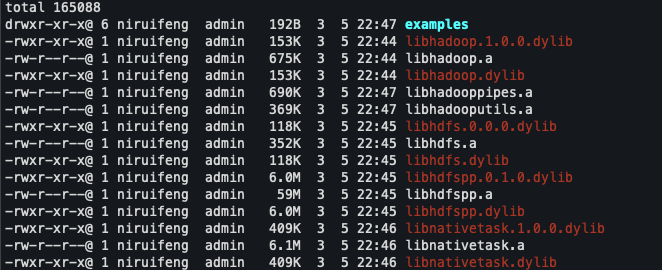 total 165088
drwxr-xr-x@ 6 niruifeng  admin   192B  3  5 22:47 examples
-rwxr-xr-x@ 1 niruifeng  admin   153K  3  5 22:44 libhadoop.1.0.0.dylib
-rw-r--r--@ 1 niruifeng  admin   675K  3  5 22:44 libhadoop.a
-rwxr-xr-x@ 1 niruifeng  admin   153K  3  5 22:44 libhadoop.dylib
-rw-r--r--@ 1 niruifeng  admin   690K  3  5 22:47 libhadooppipes.a
-rw-r--r--@ 1 niruifeng  admin   369K  3  5 22:47 libhadooputils.a
-rwxr-xr-x@ 1 niruifeng  admin   118K  3  5 22:45 libhdfs.0.0.0.dylib
-rw-r--r--@ 1 niruifeng  admin   352K  3  5 22:45 libhdfs.a
-rwxr-xr-x@ 1 niruifeng  admin   118K  3  5 22:45 libhdfs.dylib
-rwxr-xr-x@ 1 niruifeng  admin   6.0M  3  5 22:45 libhdfspp.0.1.0.dylib
-rw-r--r--@ 1 niruifeng  admin    59M  3  5 22:45 libhdfspp.a
-rwxr-xr-x@ 1 niruifeng  admin   6.0M  3  5 22:45 libhdfspp.dylib
-rwxr-xr-x@ 1 niruifeng  admin   409K  3  5 22:46 libnativetask.1.0.0.dylib
-rw-r--r--@ 1 niruifeng  admin   6.1M  3  5 22:46 libnativetask.a
-rwxr-xr-x@ 1 niruifeng  admin   409K  3  5 22:46 libnativetask.dylib